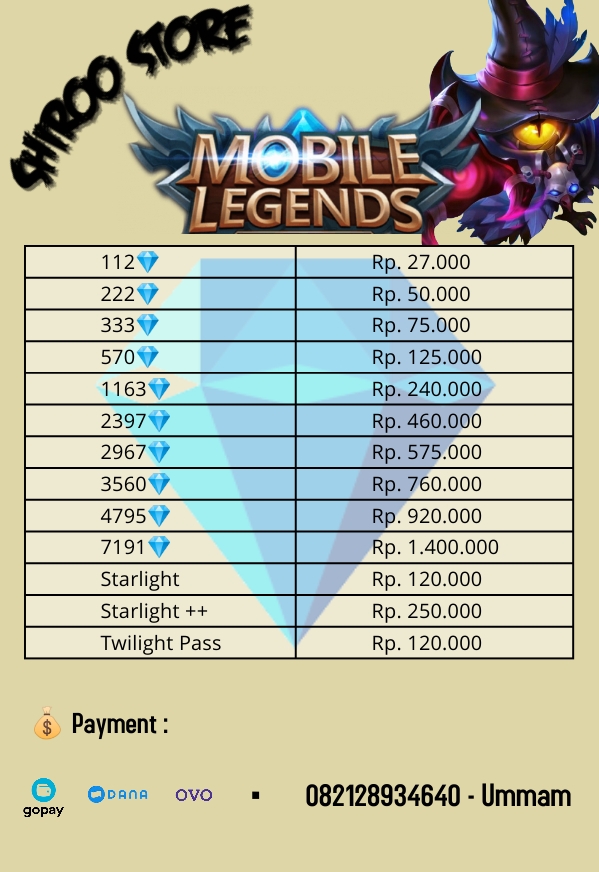 SHIROO STORE
MOBILE
LEGENDS
112💎 Rp. 27.000
222💎 Rp. 50.000
333💎 Rp. 75.000
570💎 Rp. 125.000
1163💎 Rp. 240.000
2397💎 Rp. 460.000
2967💎 Rp. 575.000
3560💎 Rp. 760.000
4795💎 Rp. 920.000
7191💎 Rp. 1.400.000
Starlight Rp. 120.000
Starlight ++ Rp. 250.000
Twilight Pass Rp. 120.000
💰 Payment :
gopay DANA OVO ▪ 082128934640 - Ummam